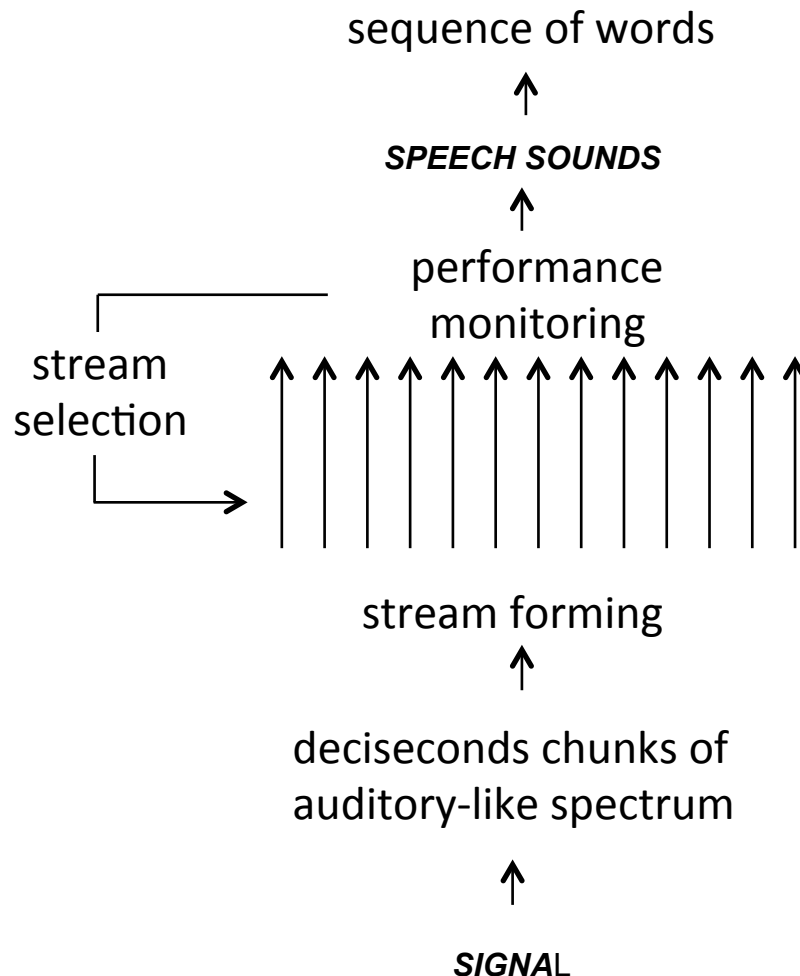 sequence of words
SPEECH SOUNDS
performance
monitoring
stream
selection
stream forming
deciseconds chunks of
auditory-like spectrum
SIGNAL